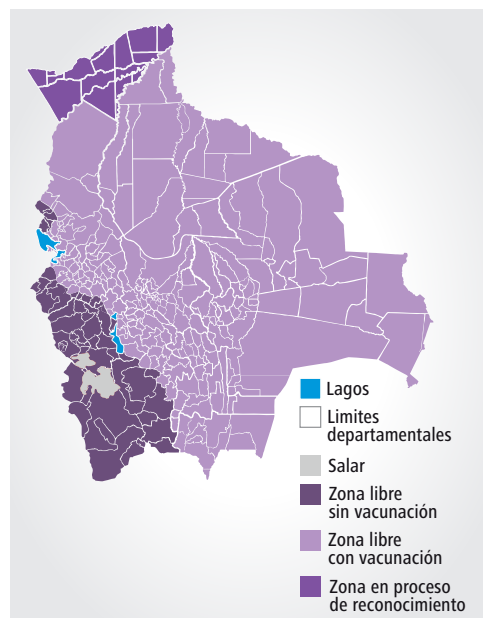 Lagos
Limites
departamentales
Salar
Zona libre
sin vacunación
Zona libre
con vacunación
Zona en proceso
de reconocimiento